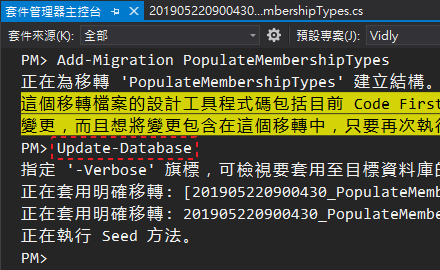 套件管理器主控台 201905220900430...mbershipTypes.cs
套件來源(K): 全部 預設專案(J): Vidly
PM> Add-Migration PopulateMembershipTypes
正在為移轉 'PopulateMembershipTypes' 建立結構。
這個移轉檔案的設計工具程式碼包括目前 Code First
變更，而且想將變更包含在這個移轉中，只要再次執行
PM> Update-Database
指定 '-Verbose' 旗標，可檢視要套用至目標資料庫的
正在套用明確移轉: [201905220900430_PopulateMemb
正在套用明確移轉: 201905220900430_PopulateMembe
正在執行 Seed 方法。
PM>